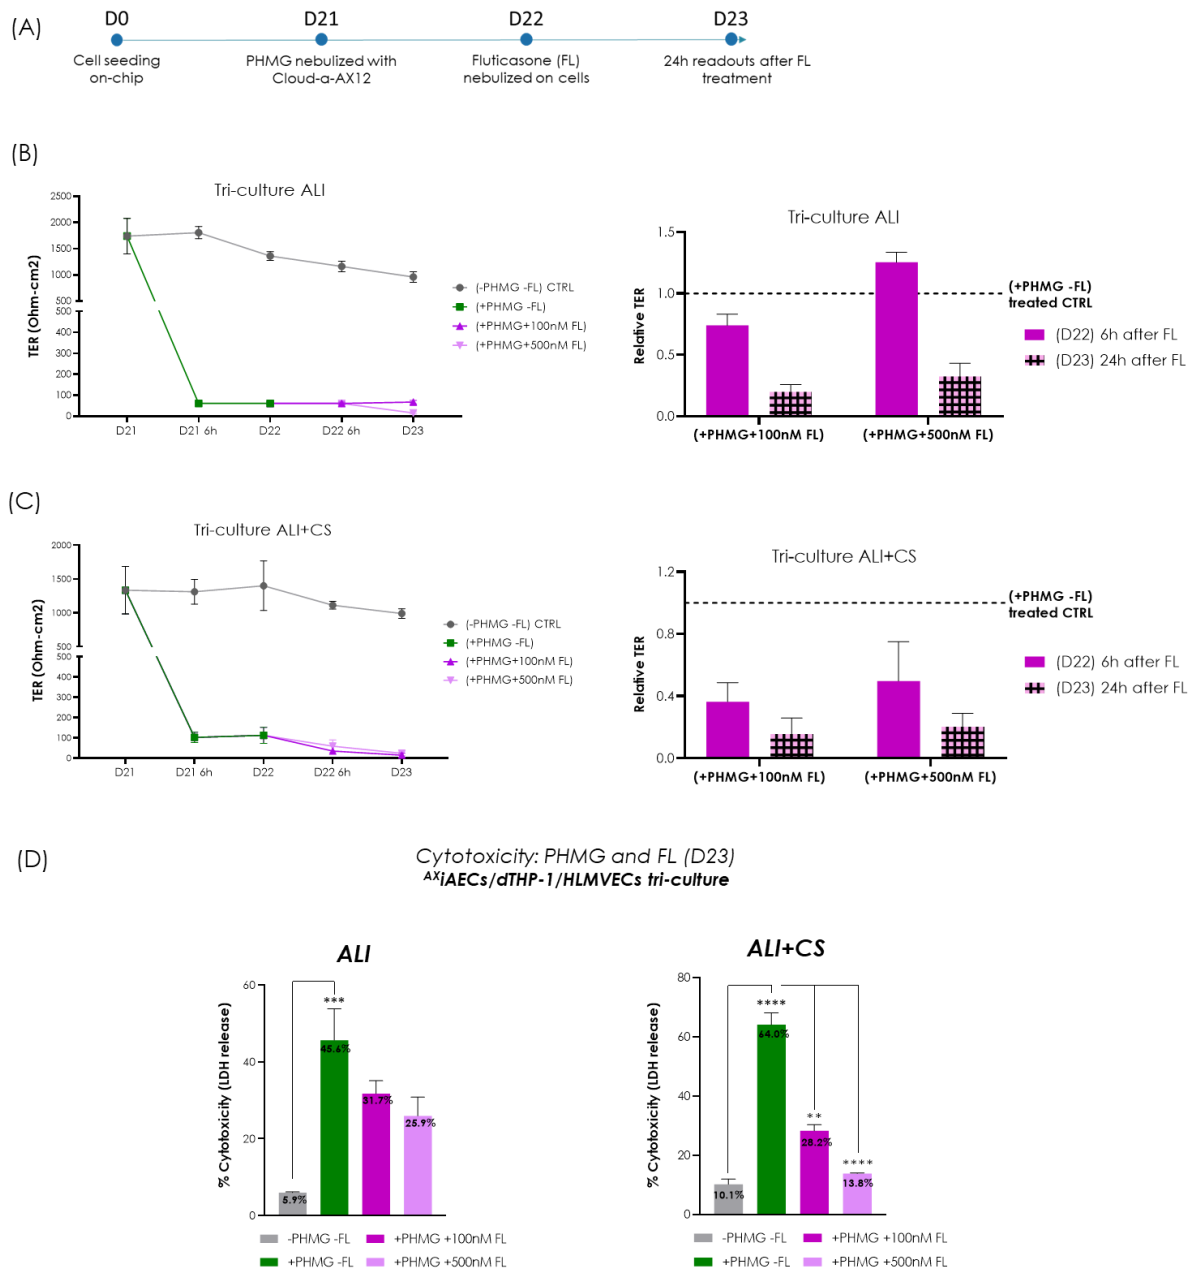 (A)
D0
D21
D22
D23
Cell seeding
on-chip
PHMG nebulized with
Cloud-a-AX12
Fluticasone (FL)
nebulized on cells
24h readouts after FL
treatment
(B)
Tri-culture ALI
TER (Ohm-cm2)
2500
2000
1500
1000
500
500
400
300
200
100
0
D21
D21 6h
D22
D22 6h
D23
(-PHMG -FL) CTRL
(+PHMG -FL)
(+PHMG+100nM FL)
(+PHMG+500nM FL)
Tri-culture ALI
Relative TER
1.5
1.0
0.5
0.0
(+PHMG+100nM FL)
(+PHMG+500nM FL)
(+PHMG -FL)
treated CTRL
(D22) 6h after FL
(D23) 24h after FL
(C)
Tri-culture ALI+CS
TER (Ohm-cm2)
2000
1500
1000
500
500
400
300
200
100
0
D21
D21 6h
D22
D22 6h
D23
(-PHMG -FL) CTRL
(+PHMG -FL)
(+PHMG+100nM FL)
(+PHMG+500nM FL)
Tri-culture ALI+CS
Relative TER
1.2
0.8
0.4
0.0
(+PHMG+100nM FL)
(+PHMG+500nM FL)
(+PHMG -FL)
treated CTRL
(D22) 6h after FL
(D23) 24h after FL
(D)
Cytotoxicity: PHMG and FL (D23)
AXiAECs/dTHP-1/HLMVECs tri-culture
ALI
% Cytotoxicity (LDH release)
60
40
20
0
***
5.9%
45.6%
31.7%
25.9%
-PHMG -FL
+PHMG +100nM FL
+PHMG -FL
+PHMG +500nM FL
ALI+CS
% Cytotoxicity (LDH release)
80
60
40
20
0
****
**
****
10.1%
64.0%
28.2%
13.8%
-PHMG -FL
+PHMG +100nM FL
+PHMG -FL
+PHMG +500nM FL